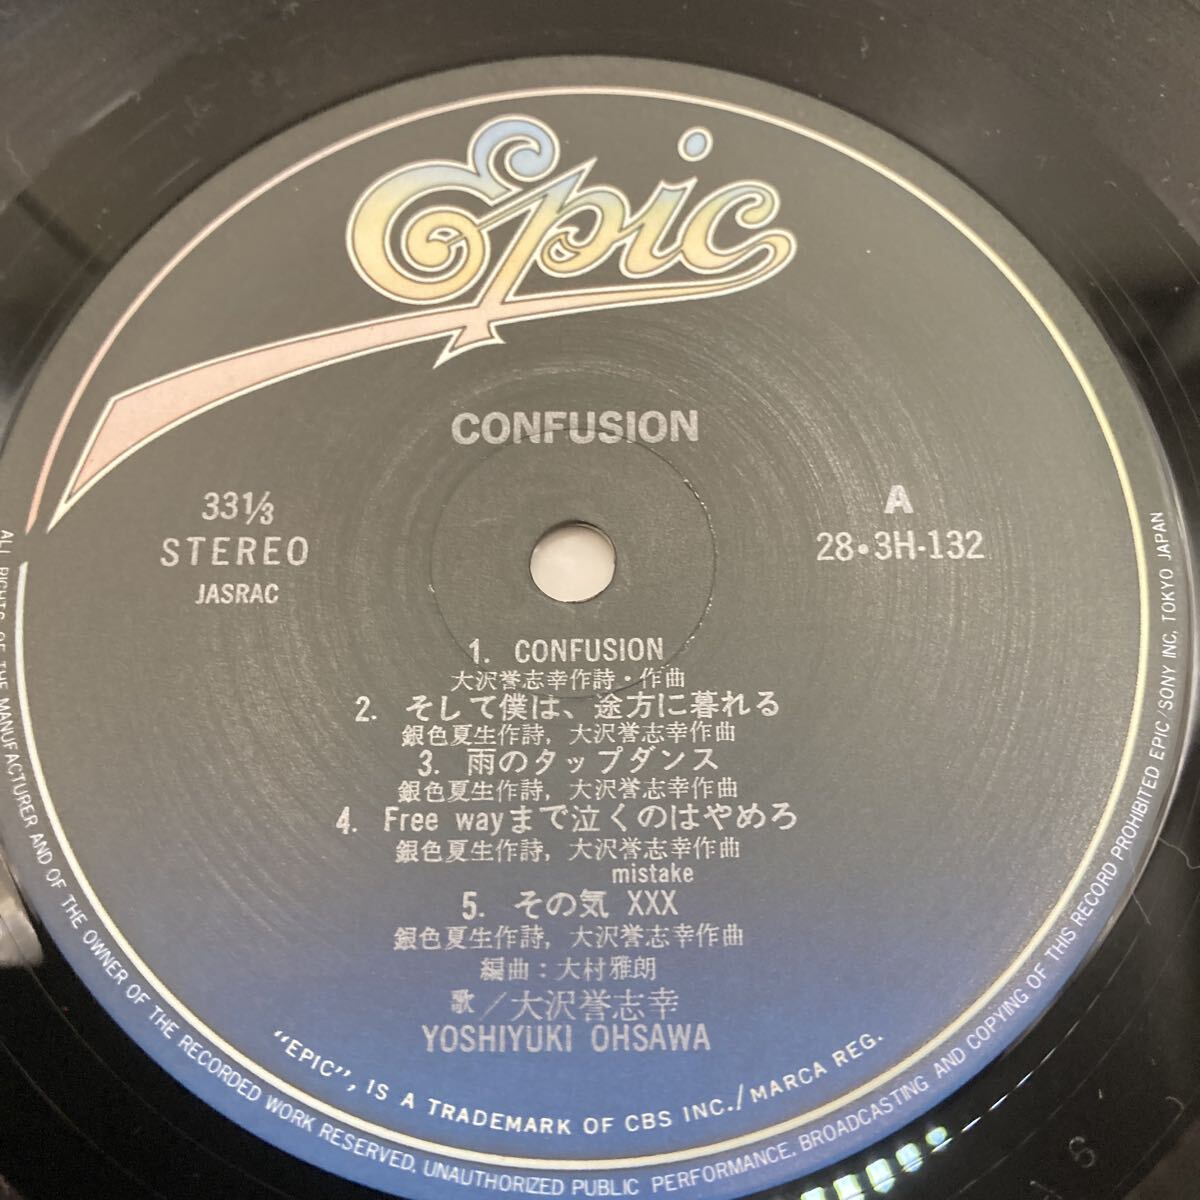 Epic
CONFUSION
33 1/3
STEREO
JASRAC
A
28・3H-132
1. CONFUSION
大沢誉志幸作詩・作曲
2. そして僕は、途方に暮れる
銀色夏生作詩, 大沢誉志幸作曲
3. 雨のタップダンス
銀色夏生作詩, 大沢誉志幸作曲
4. Free wayまで泣くのはやめろ
銀色夏生作詩, 大沢誉志幸作曲
mistake
5. その気 XXX
銀色夏生作詩, 大沢誉志幸作曲
編曲：大村雅朗
歌／大沢誉志幸
YOSHIYUKI OHSAWA
"EPIC", IS A TRADEMARK OF CBS INC./MARCA REG.
ALL RIGHTS OF THE MANUFACTURER AND OF THE OWNER OF THE RECORDED WORK RESERVED. UNAUTHORIZED PUBLIC PERFORMANCE, BROADCASTING AND COPYING OF THIS RECORD PROHIBITED EPIC/SONY INC. TOKYO JAPAN